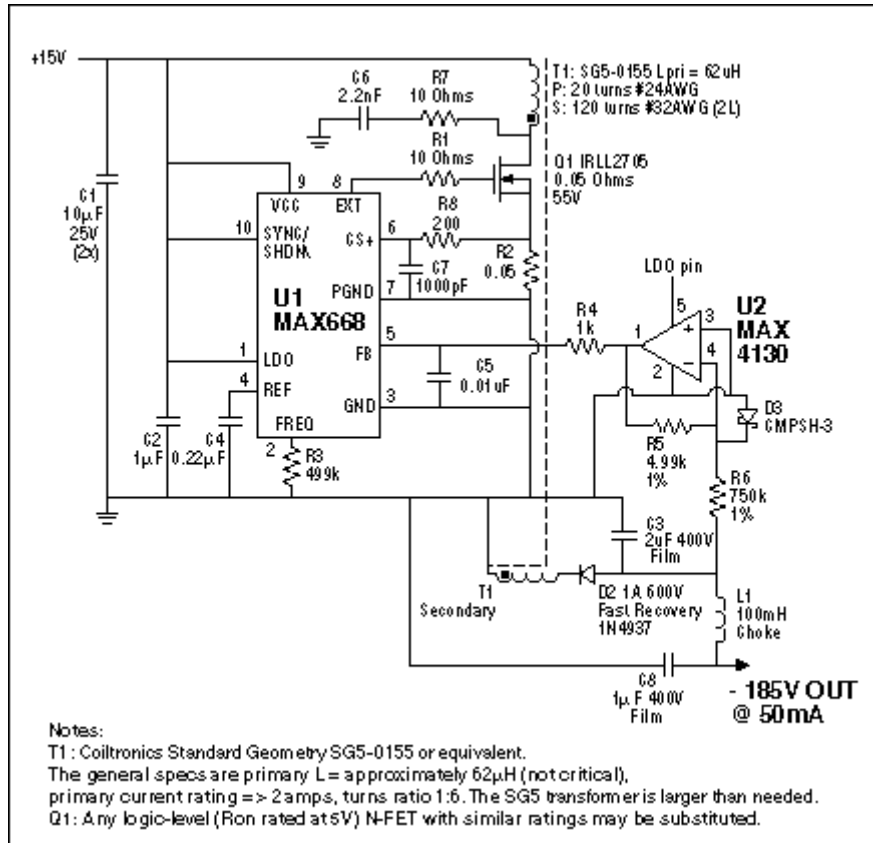 +15V
C6
2.2nF
R7
10 Ohms
T1: SG5-0155 Lpri = 62uH
P: 20 turns #24AWG
S: 120 turns #32AWG (2L)
R1
10 Ohms
Q1 IRLL2705
0.05 Ohms
55V
C1
10µF
25V
(2x)
9
8
VCC
EXT
10
SYNC/
SHDN
6
CS+
R8
200
C7
1000pF
R2
0.05
PGND
7
U1
MAX668
LDO pin
5
U2
MAX
4130
3
+
1
4
–
2
R4
1k
5
FB
1
LDO
4
REF
C5
0.01uF
GND
3
FREQ
2
R3
499k
C2
1µF
C4
0.22µF
D3
CMPSH-3
R5
4.99k
1%
R6
750k
1%
C3
2uF 400V
Film
T1
Secondary
D2 1A 600V
Fast Recovery
1N4937
L1
100mH
Choke
C8
1µF 400V
Film
- 185V OUT
@ 50mA
Notes:
T1: Coiltronics Standard Geometry SG5-0155 or equivalent.
The general specs are primary L = approximately 62µH (not critical),
primary current rating => 2 amps, turns ratio 1:6. The SG5 transformer is larger than needed.
Q1: Any logic-level (Ron rated at 5V) N-FET with similar ratings may be substituted.